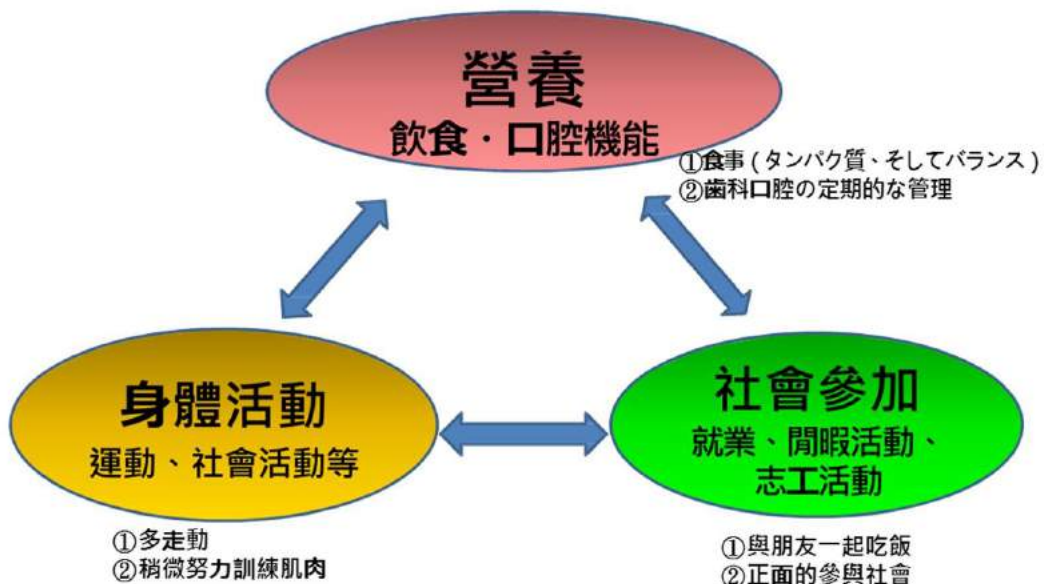 營養
飲食．口腔機能
①食事(タンパク質、そしてバランス)
②歯科口腔の定期的な管理
身體活動
運動、社會活動等
①多走動
②稍微努力訓練肌肉
社會參加
就業、閒暇活動、
志工活動
①與朋友一起吃飯
②正面的參與社會